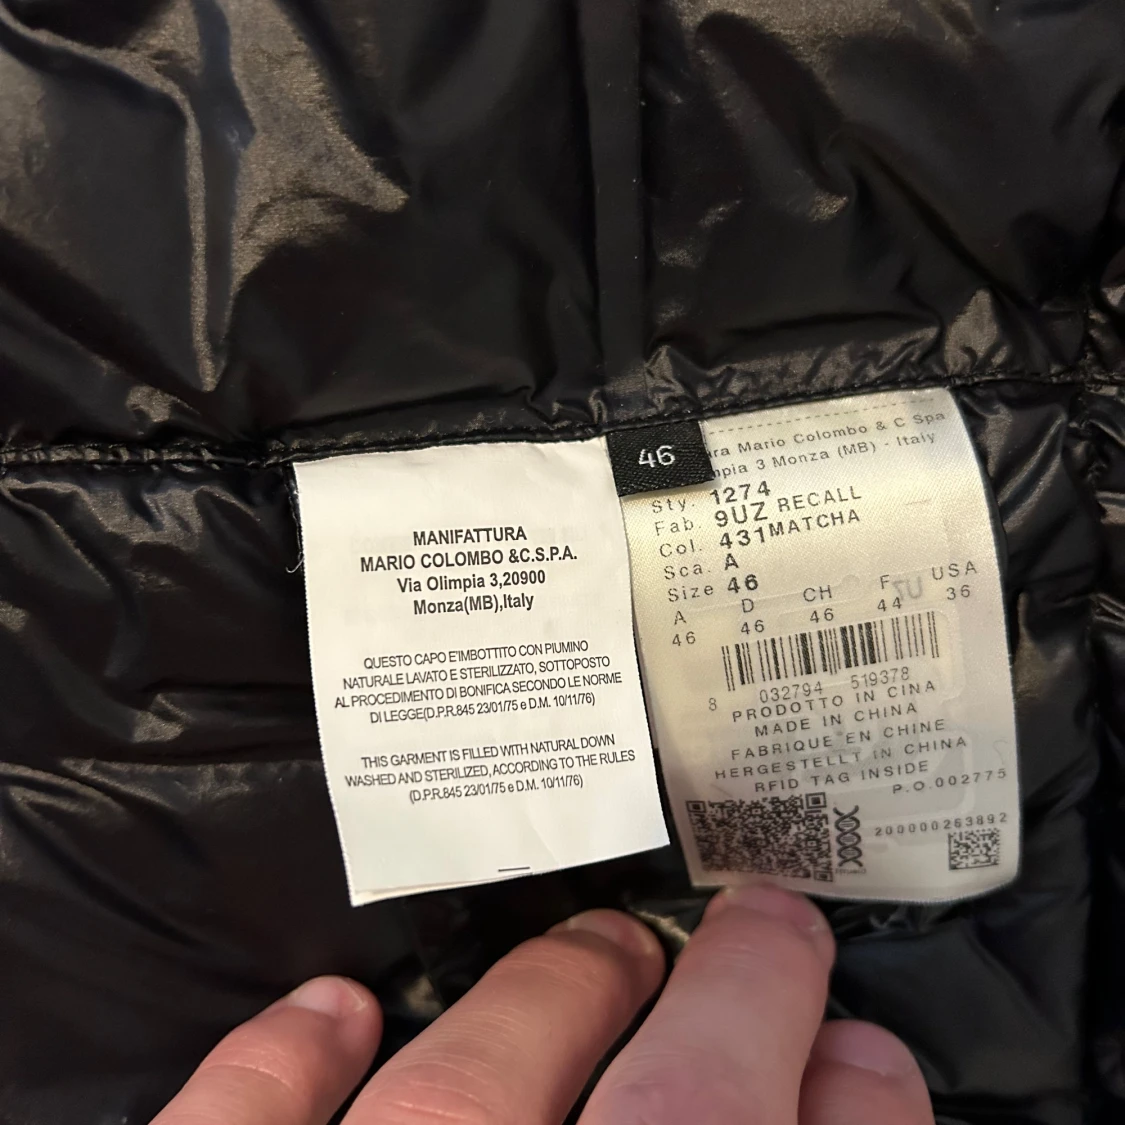 MANIFATTURA
MARIO COLOMBO &C.S.P.A.
Via Olimpia 3,20900
Monza(MB),Italy
QUESTO CAPO E'IMBOTTITO CON PIUMINO
NATURALE LAVATO E STERILIZZATO, SOTTOPOSTO
AL PROCEDIMENTO DI BONIFICA SECONDO LE NORME
DI LEGGE(D.P.R.845 23/01/75 e D.M. 10/11/76)
THIS GARMENT IS FILLED WITH NATURAL DOWN
WASHED AND STERILIZED, ACCORDING TO THE RULES
(D.P.R.845 23/01/75 e D.M. 10/11/76)
46
Mario Colombo & C Spa
3 Monza (MB) - Italy
Sty. 1274
Fab. 9UZ RECALL
Col. 431MATCHA
Sca. A
Size 46
A D CH F USA
46 46 46 44 36
8 032794 519378
PRODOTTO IN CINA
MADE IN CHINA
FABRIQUE EN CHINE
HERGESTELLT IN CHINA
RFID TAG INSIDE
P.O.002775
200000263892